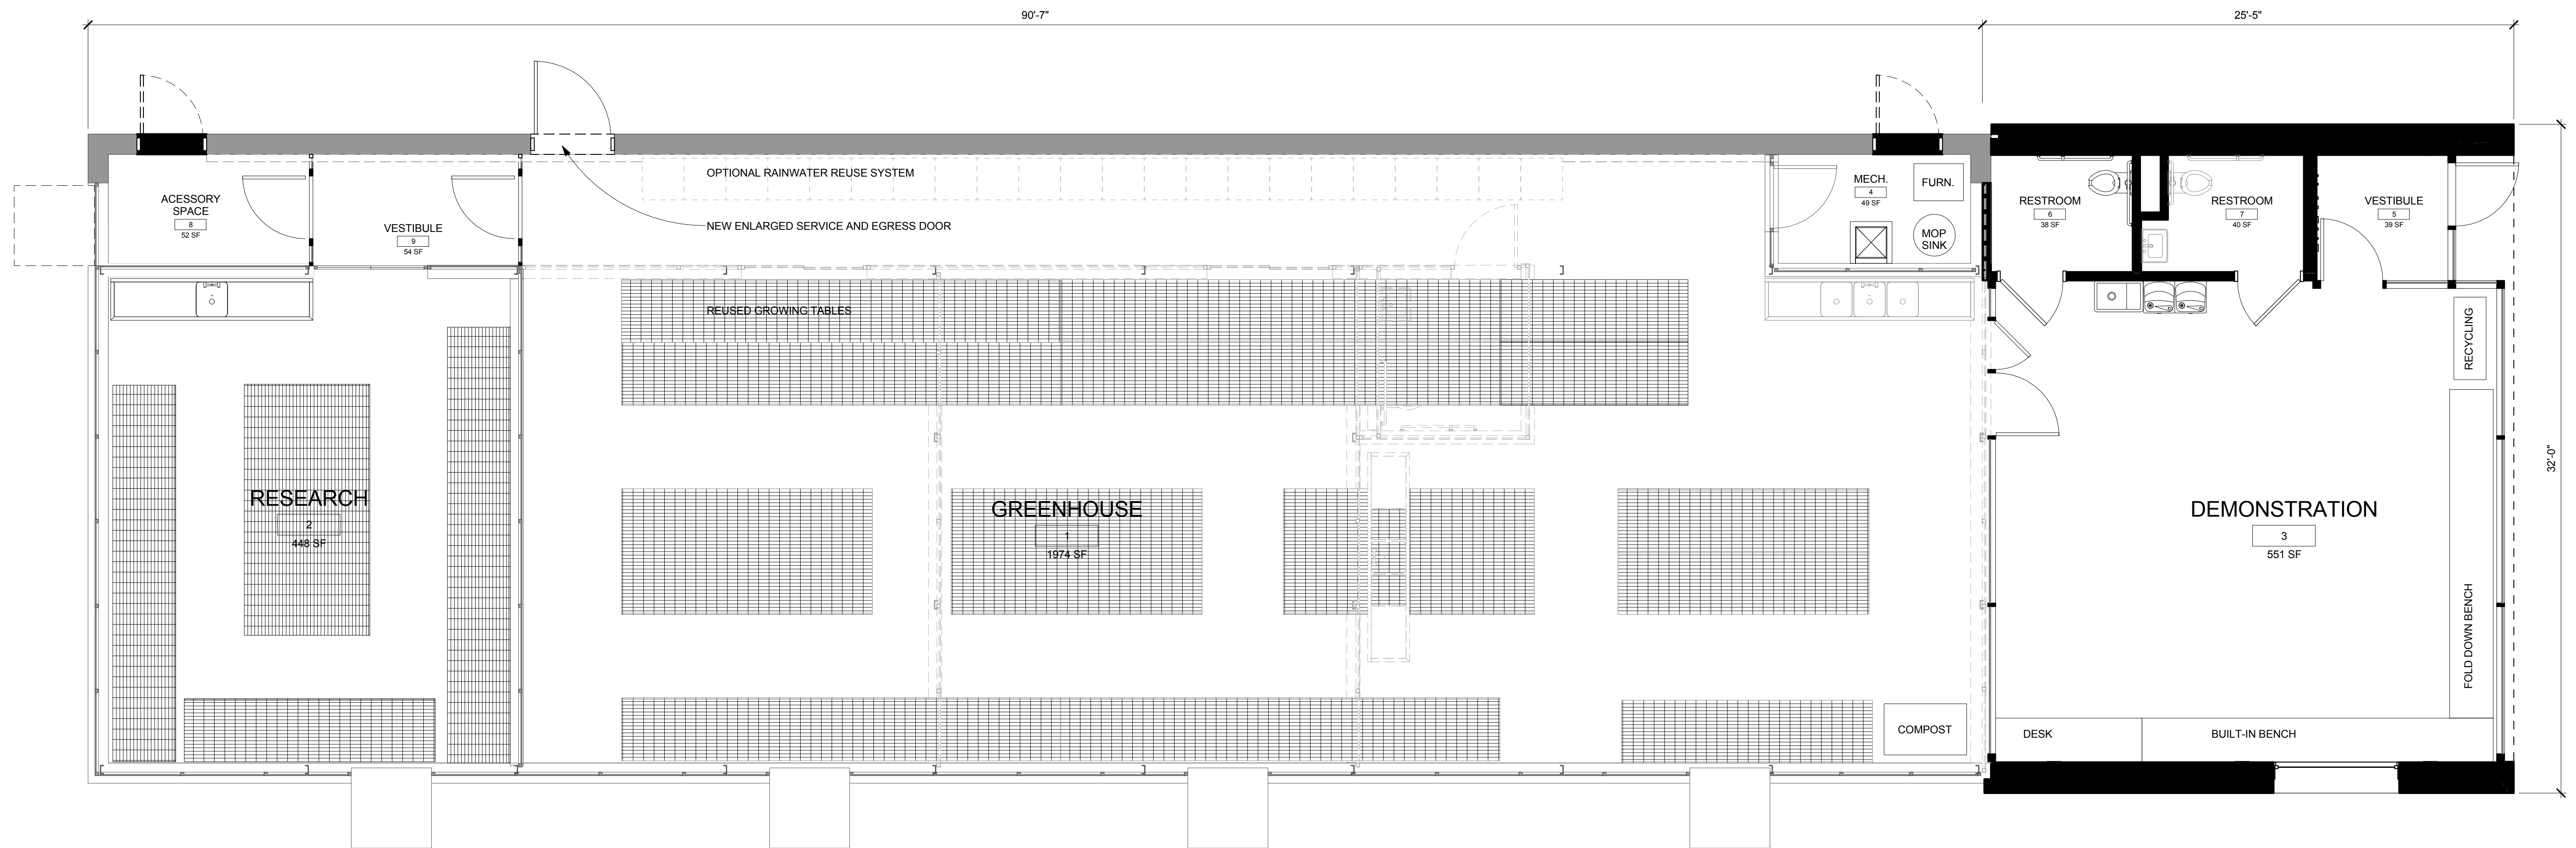 90'-7"
25'-5"
OPTIONAL RAINWATER REUSE SYSTEM
MECH.
4
49 SF
FURN.
MOP
SINK
ACESSORY
SPACE
8
52 SF
VESTIBULE
9
54 SF
NEW ENLARGED SERVICE AND EGRESS DOOR
RESTROOM
6
38 SF
RESTROOM
7
40 SF
VESTIBULE
5
39 SF
REUSED GROWING TABLES
RECYCLING
32'-0"
RESEARCH
2
448 SF
GREENHOUSE
1
1974 SF
DEMONSTRATION
3
551 SF
FOLD DOWN BENCH
COMPOST
DESK
BUILT-IN BENCH